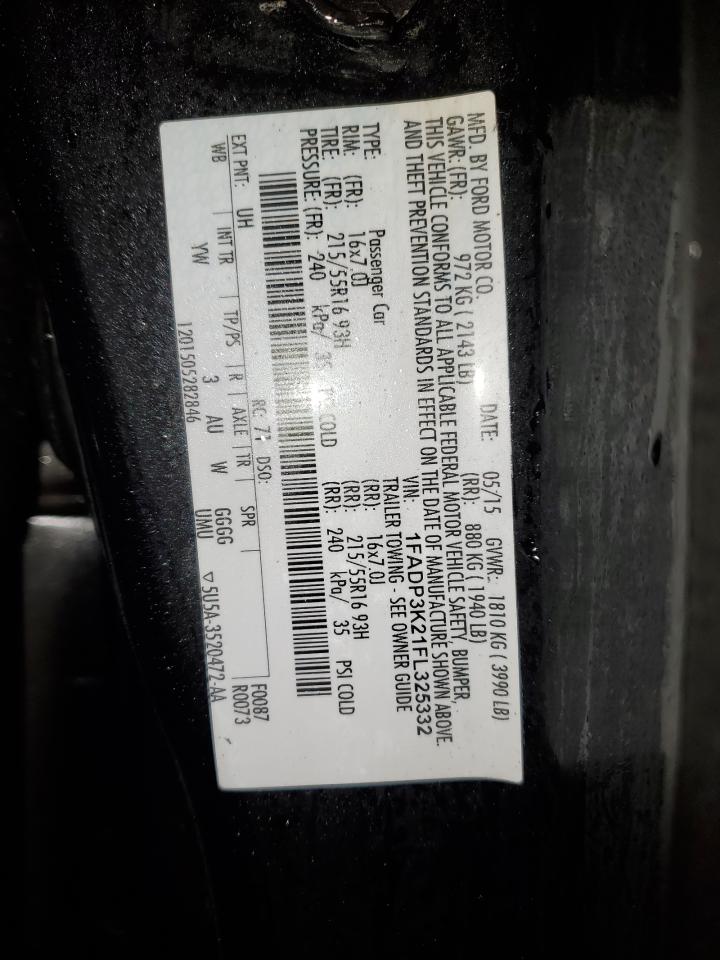 MFD. BY FORD MOTOR CO.
DATE: 05/15 GVWR: 1810 KG ( 3990 LB)
GAWR: (FR): 972 KG ( 2143 LB) (RR): 880 KG ( 1940 LB)
THIS VEHICLE CONFORMS TO ALL APPLICABLE FEDERAL MOTOR VEHICLE SAFETY, BUMPER,
AND THEFT PREVENTION STANDARDS IN EFFECT ON THE DATE OF MANUFACTURE SHOWN ABOVE.
VIN: 1FADP3K21FL325332
TYPE: Passenger Car TRAILER TOWING - SEE OWNER GUIDE
RIM: (FR): 16x7.0J (RR): 16x7.0J
TIRE: (FR): 215/55R16 93H (RR): 215/55R16 93H
PRESSURE: (FR): 240 kPa/ 35 COLD (RR): 240 kPa/ 35 PSI COLD
RC: DSO: F0087
EXT PNT: UH R0073
WB INT TR TP/PS R AXLE TR SPR
YW 3 AU W GGGG ▽5U5A-3520472-AA
UMU
1201505282846